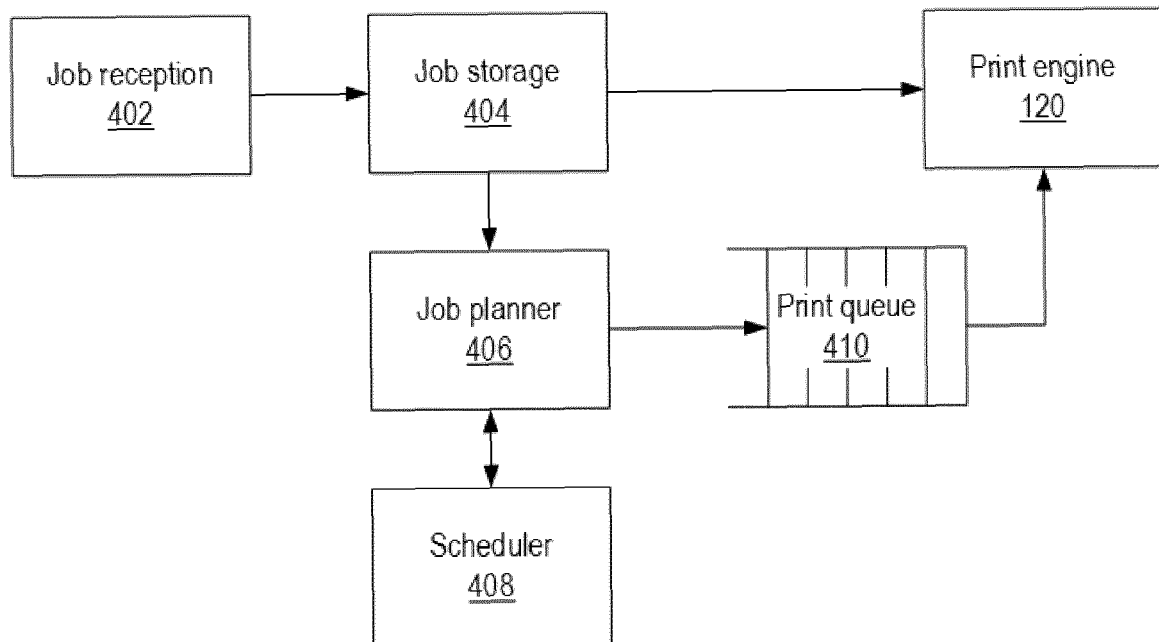 Job reception
402
Job storage
404
Print engine
120
Job planner
406
Print queue
410
Scheduler
408